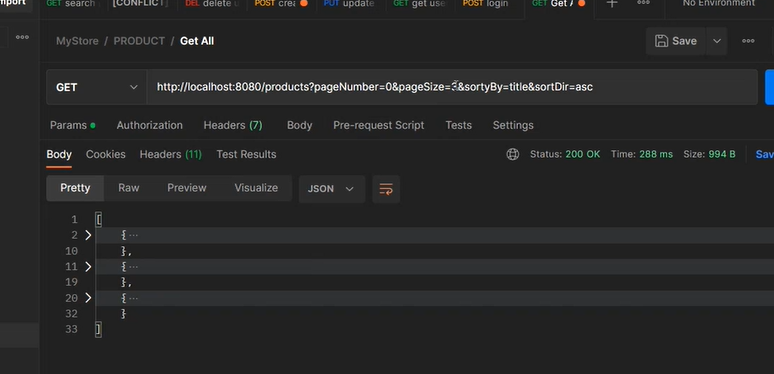 mport GET search [CONFLICT] DEL delete u POST crea PUT update GET get use POST login GET Get A No Environment
MyStore / PRODUCT / Get All Save
GET http://localhost:8080/products?pageNumber=0&pageSize=3&sortyBy=title&sortDir=asc
Params Authorization Headers (7) Body Pre-request Script Tests Settings
Body Cookies Headers (11) Test Results Status: 200 OK Time: 288 ms Size: 994 B Sav
Pretty Raw Preview Visualize JSON
1 [
2 { ...
10 },
11 { ...
19 },
20 { ...
32 }
33 ]